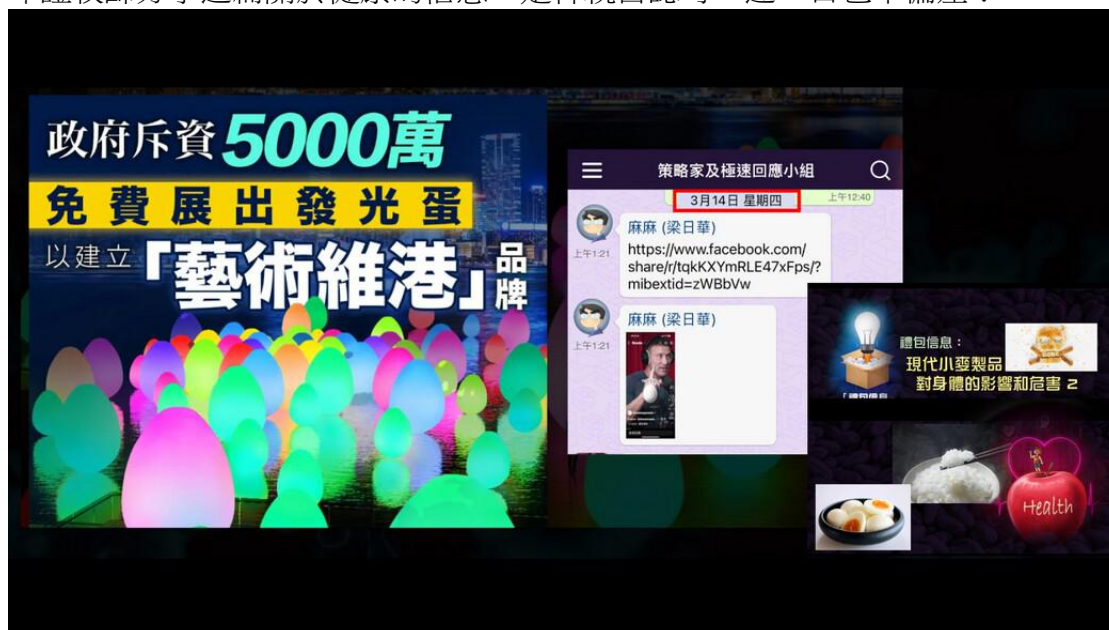 政府斥資5000萬
免費展出發光蛋
以建立「藝術維港」品牌
策略家及極速回應小組
上午12:40
3月14日 星期四
麻麻 (梁日華)
上午1:21
https://www.facebook.com/
share/r/tqkKXYmRLE47xFps/?
mibextid=zWBbVw
麻麻 (梁日華)
上午1:21
禮包信息:
現代小麥製品
對身體的影響和危害 2
Health